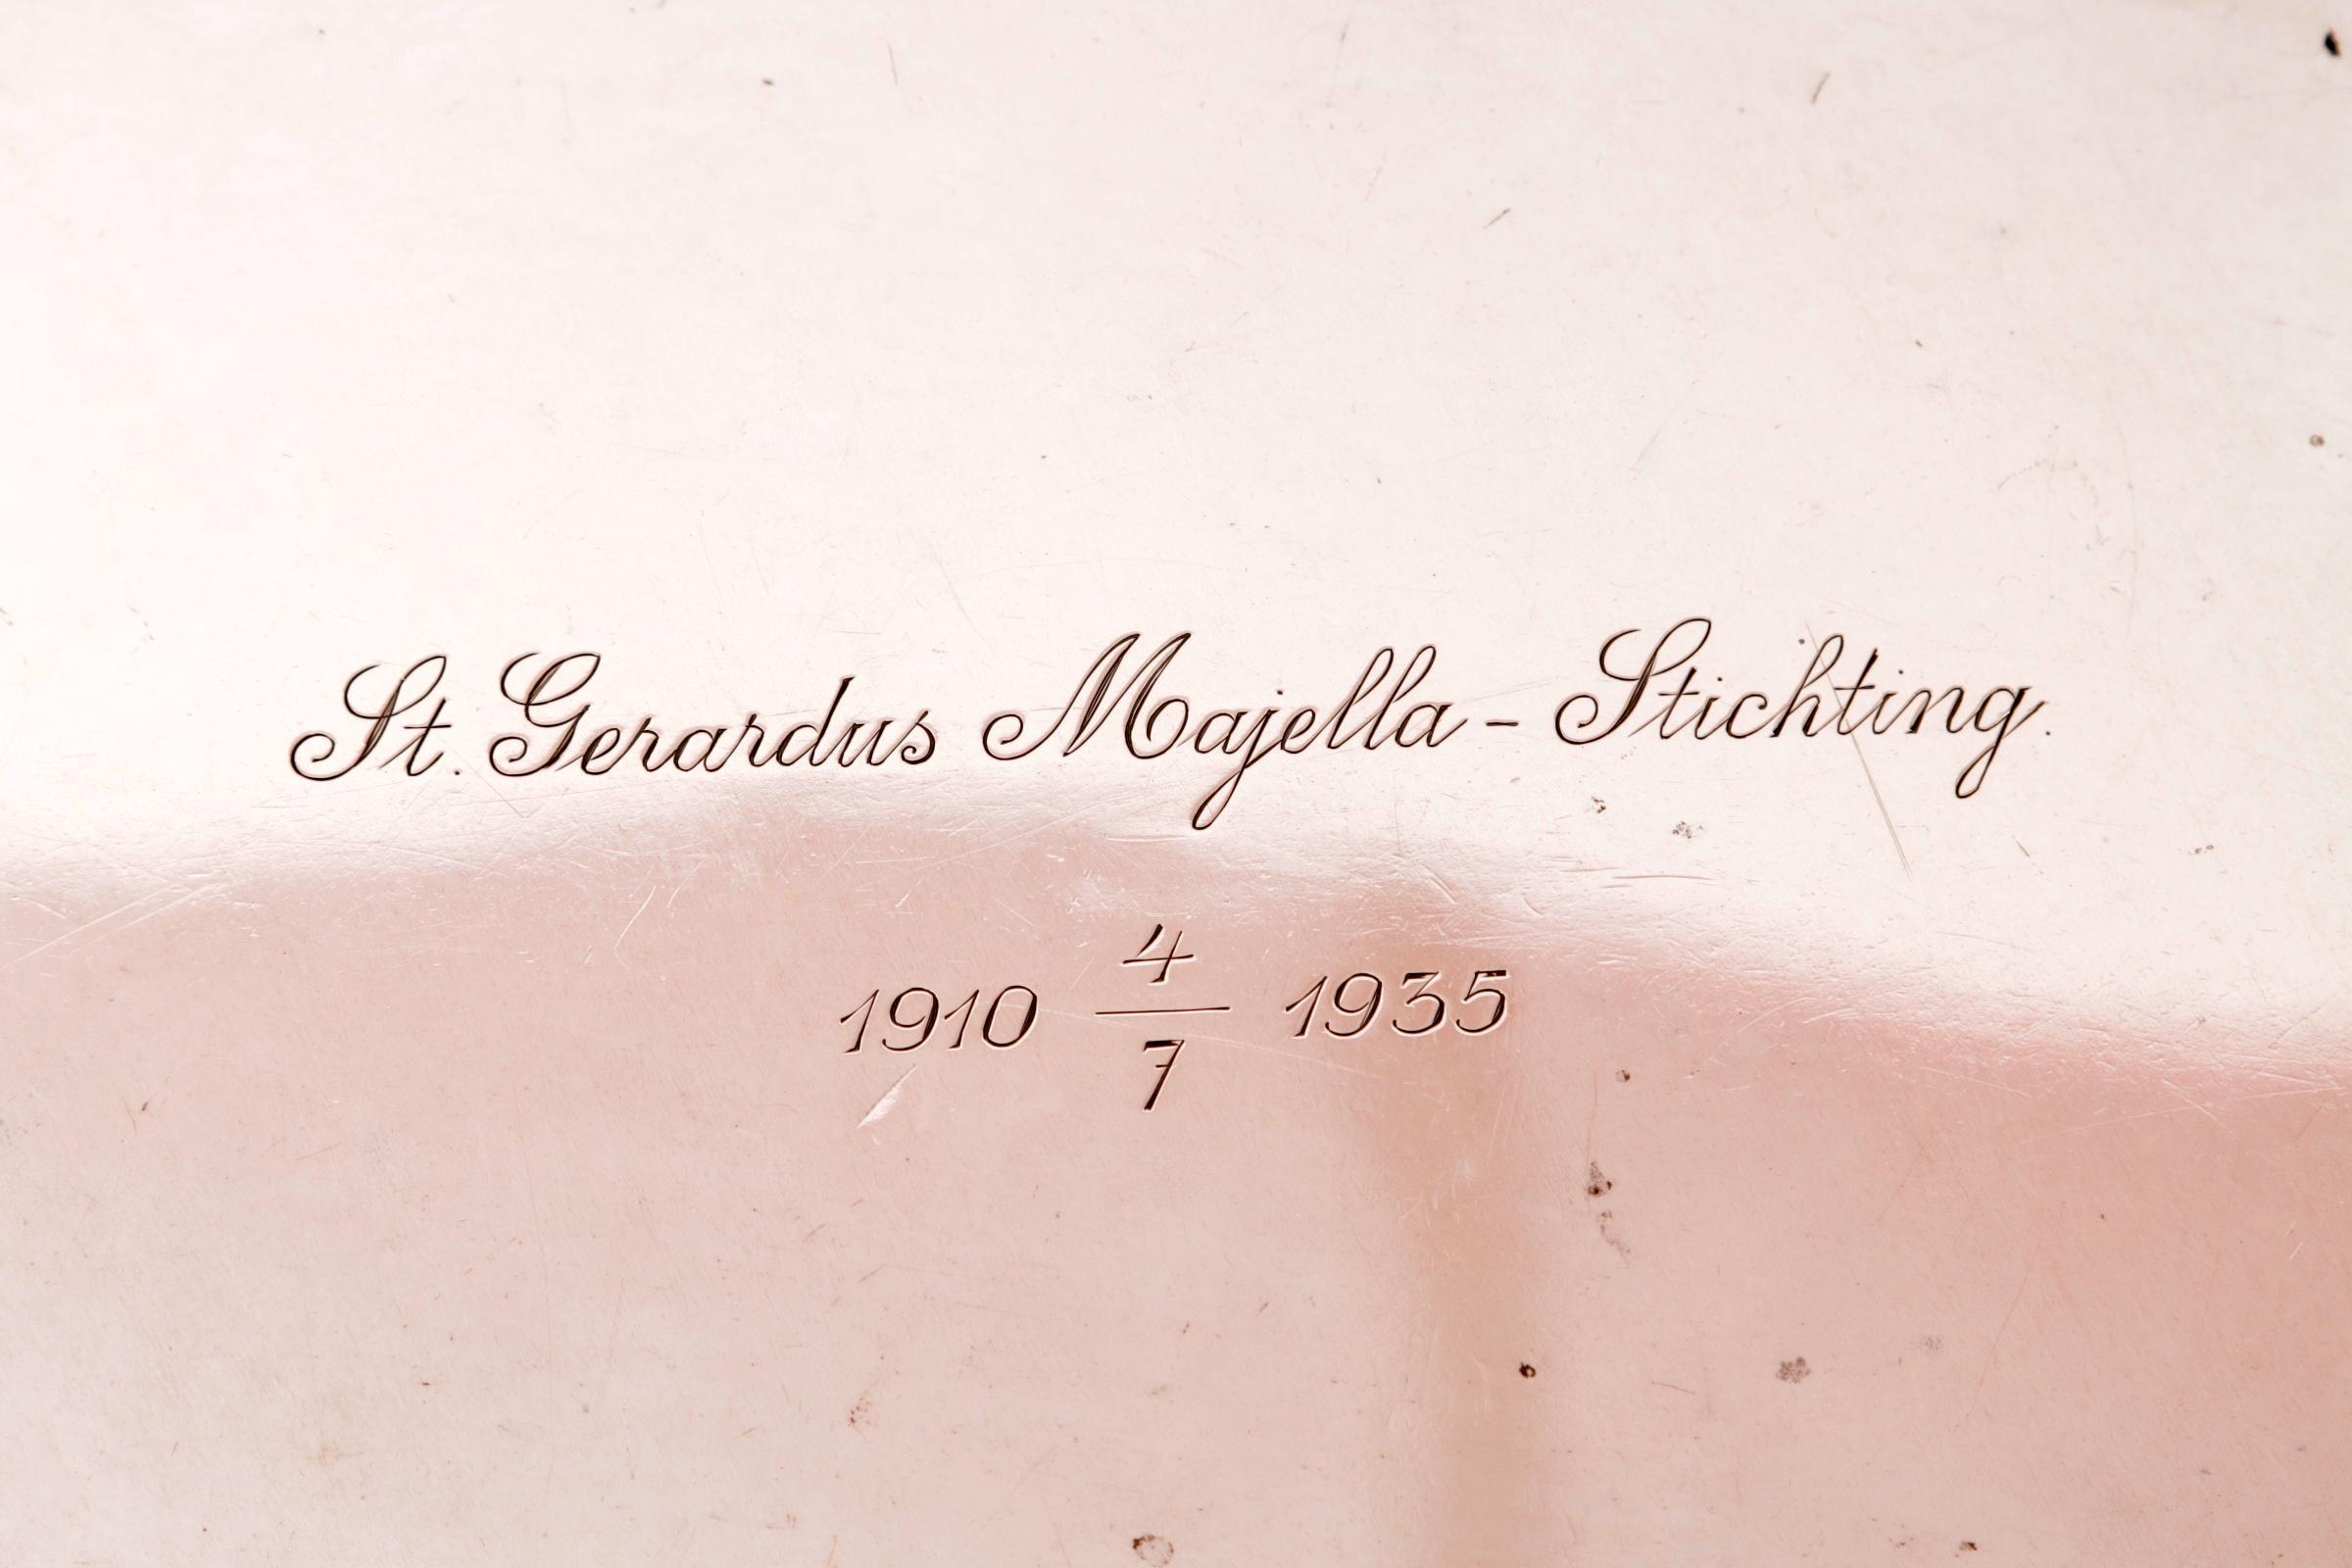 St. Gerardus Majella - Stichting.
1910 4/7 1935